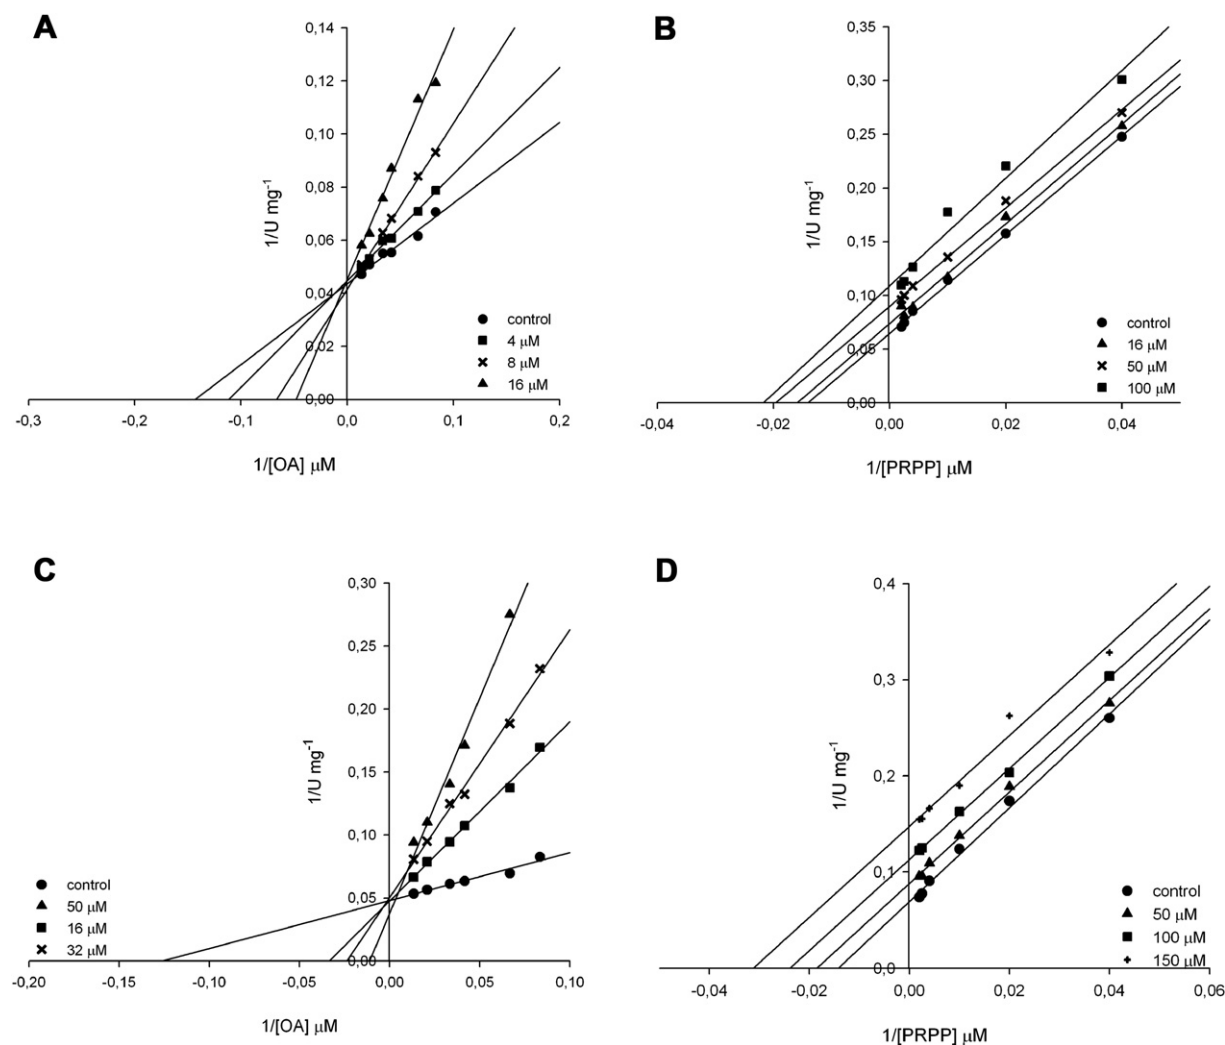 A
0,14
0,12
0,10
0,08
0,06
0,04
0,02
0,00
1/U mg-1
-0,3
-0,2
-0,1
0,0
0,1
0,2
1/[OA] μM
control
4 μM
8 μM
16 μM
B
0,35
0,30
0,25
0,20
0,15
0,10
0,05
0,00
1/U mg-1
-0,04
-0,02
0,00
0,02
0,04
1/[PRPP] μM
control
16 μM
50 μM
100 μM
C
0,30
0,25
0,20
0,15
0,10
0,05
0,00
1/U mg-1
-0,20
-0,15
-0,10
-0,05
0,00
0,05
0,10
1/[OA] μM
control
50 μM
16 μM
32 μM
D
0,4
0,3
0,2
0,1
0,0
1/U mg-1
-0,04
-0,02
0,00
0,02
0,04
0,06
1/[PRPP] μM
control
50 μM
100 μM
150 μM